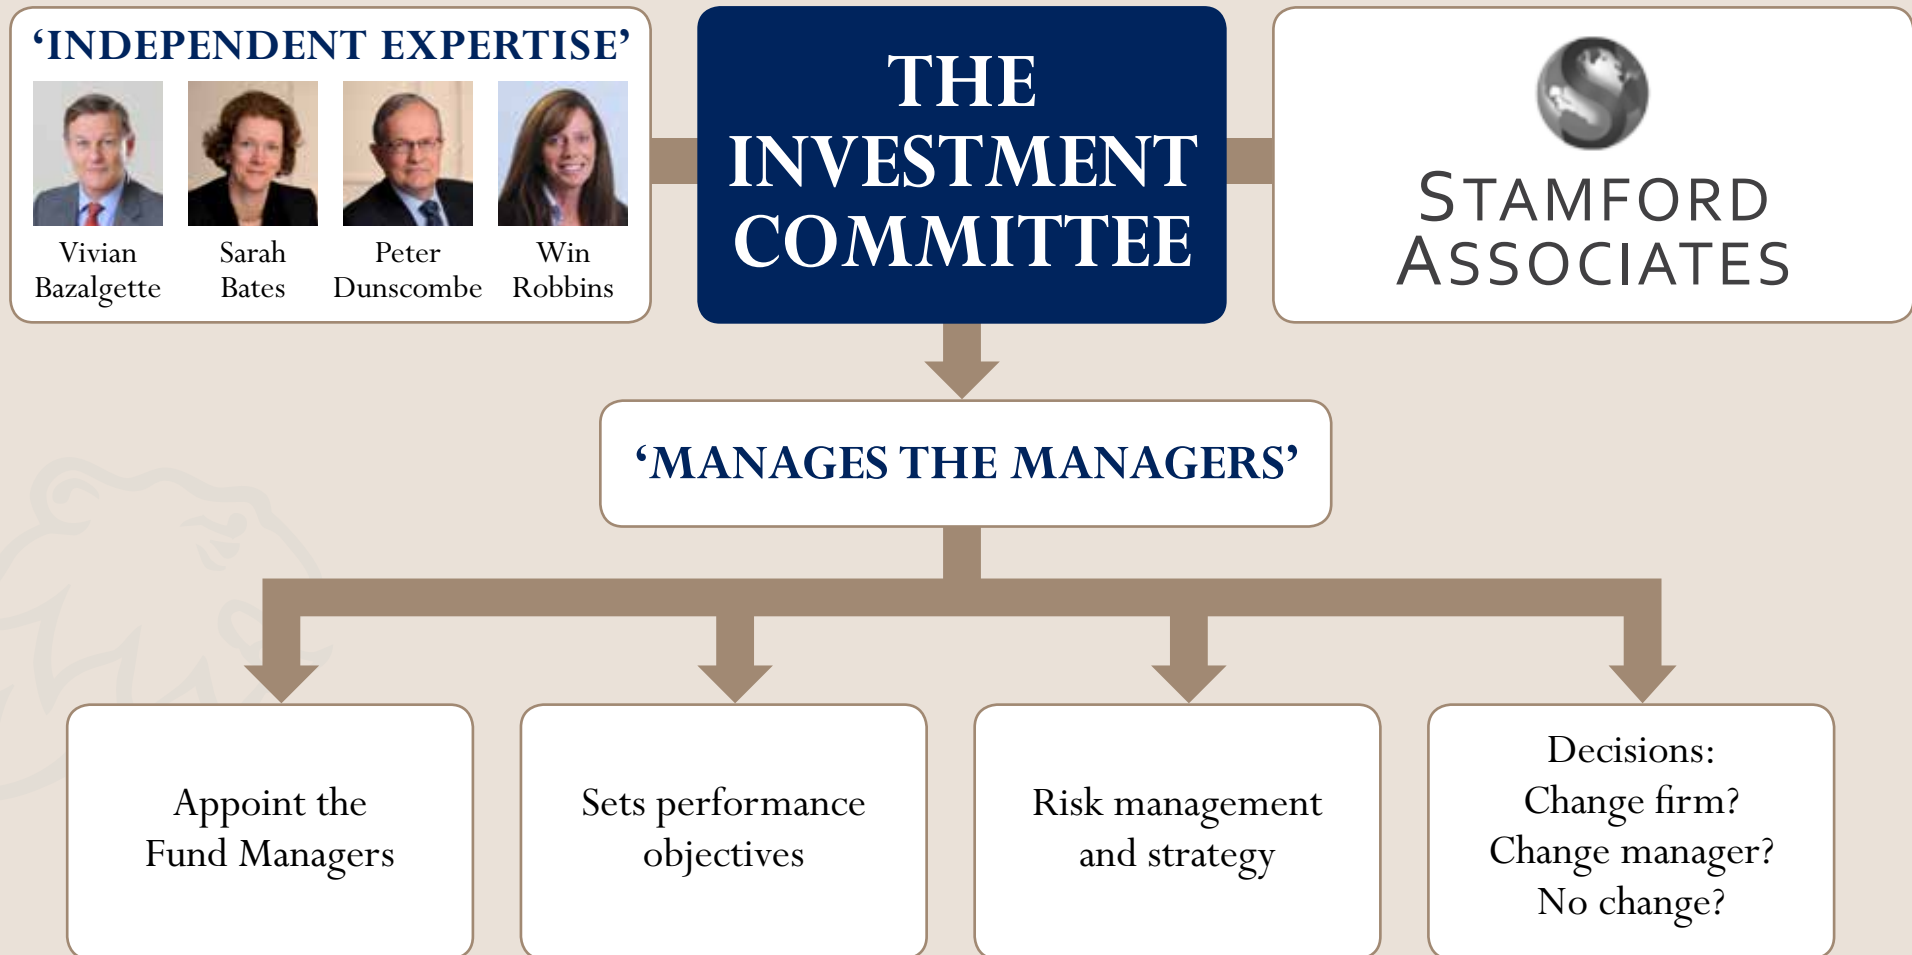 ‘INDEPENDENT EXPERTISE’
Vivian
Bazalgette
Sarah
Bates
Peter
Dunscombe
Win
Robbins
THE
INVESTMENT
COMMITTEE
STAMFORD
ASSOCIATES
‘MANAGES THE MANAGERS’
Appoint the
Fund Managers
Sets performance
objectives
Risk management
and strategy
Decisions:
Change firm?
Change manager?
No change?